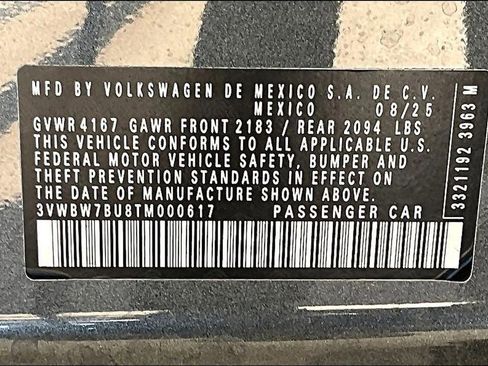 MFD BY VOLKSWAGEN DE MEXICO S.A. DE C.V.
MEXICO 08/25
GVWR 4167 GAWR FRONT 2183 / REAR 2094 LBS
THIS VEHICLE CONFORMS TO ALL APPLICABLE U.S.
FEDERAL MOTOR VEHICLE SAFETY, BUMPER AND
THEFT PREVENTION STANDARDS IN EFFECT ON
THE DATE OF MANUFACTURE SHOWN ABOVE.
3VWBW7BU8TM000617 PASSENGER CAR
3321192 3963 M